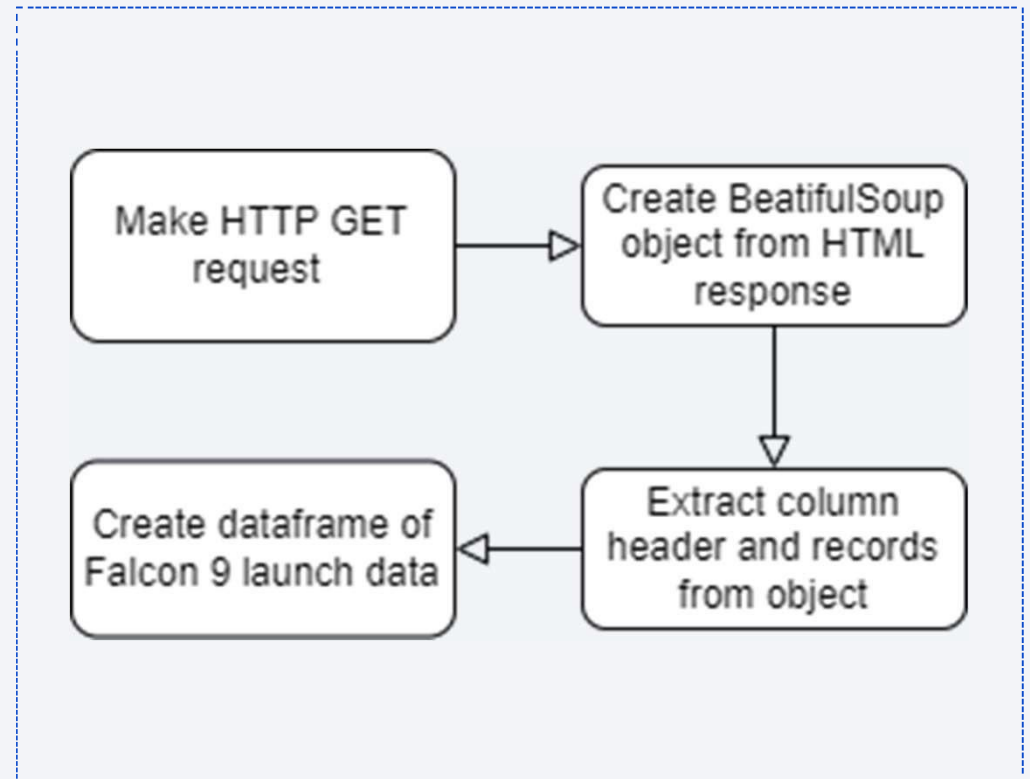 Make HTTP GET
request
Create BeatifulSoup
object from HTML
response
Extract column
header and records
from object
Create dataframe of
Falcon 9 launch data